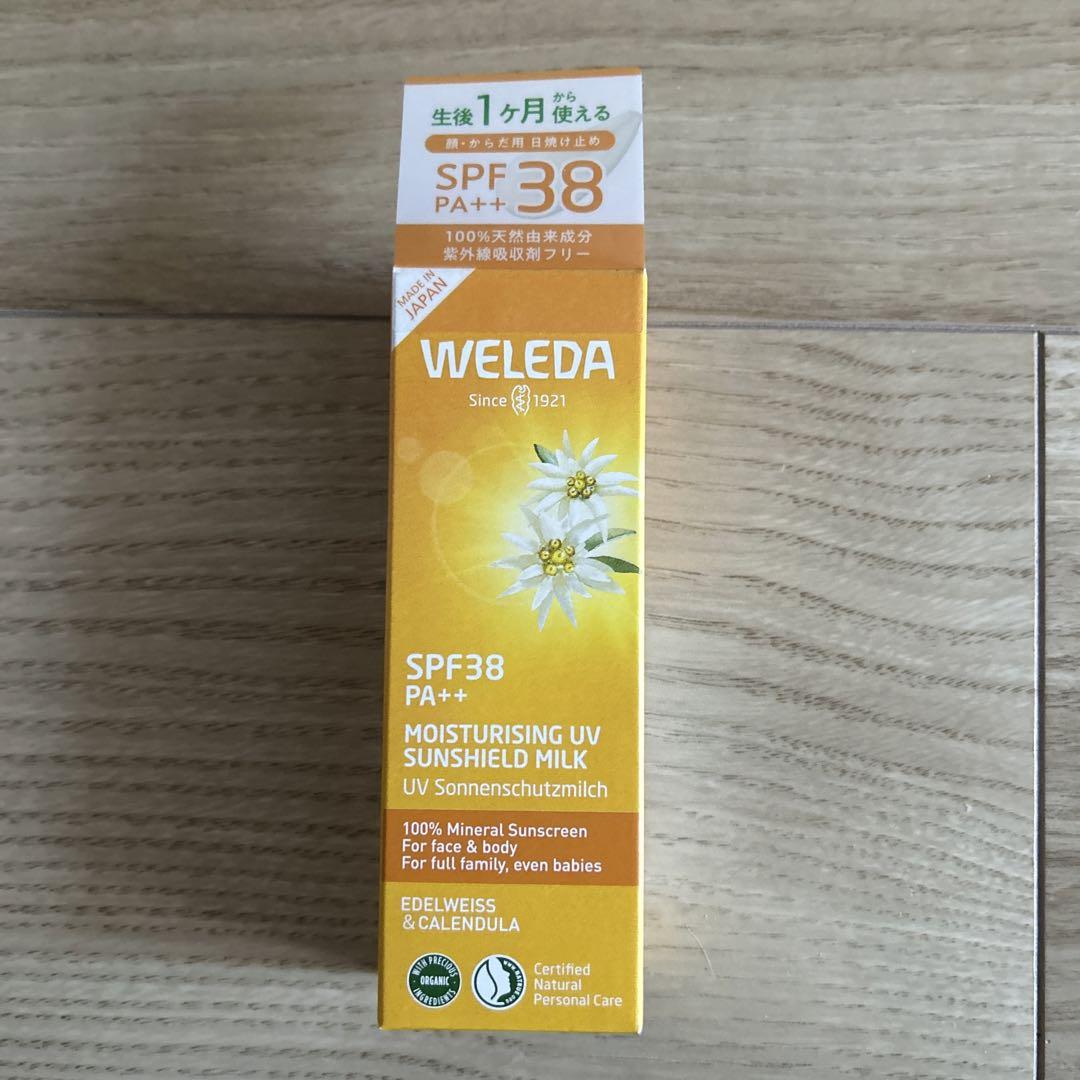 生後1ヶ月から使える
顔・からだ用 日焼け止め
SPF38
PA++
100%天然由来成分
紫外線吸収剤フリー
MADE IN
JAPAN
WELEDA
Since 1921
SPF38
PA++
MOISTURISING UV
SUNSHIELD MILK
UV Sonnenschutzmilch
100% Mineral Sunscreen
For face & body
For full family, even babies
EDELWEISS
& CALENDULA
WITH PRECIOUS
ORGANIC
INGREDIENTS
Certified
Natural
Personal Care